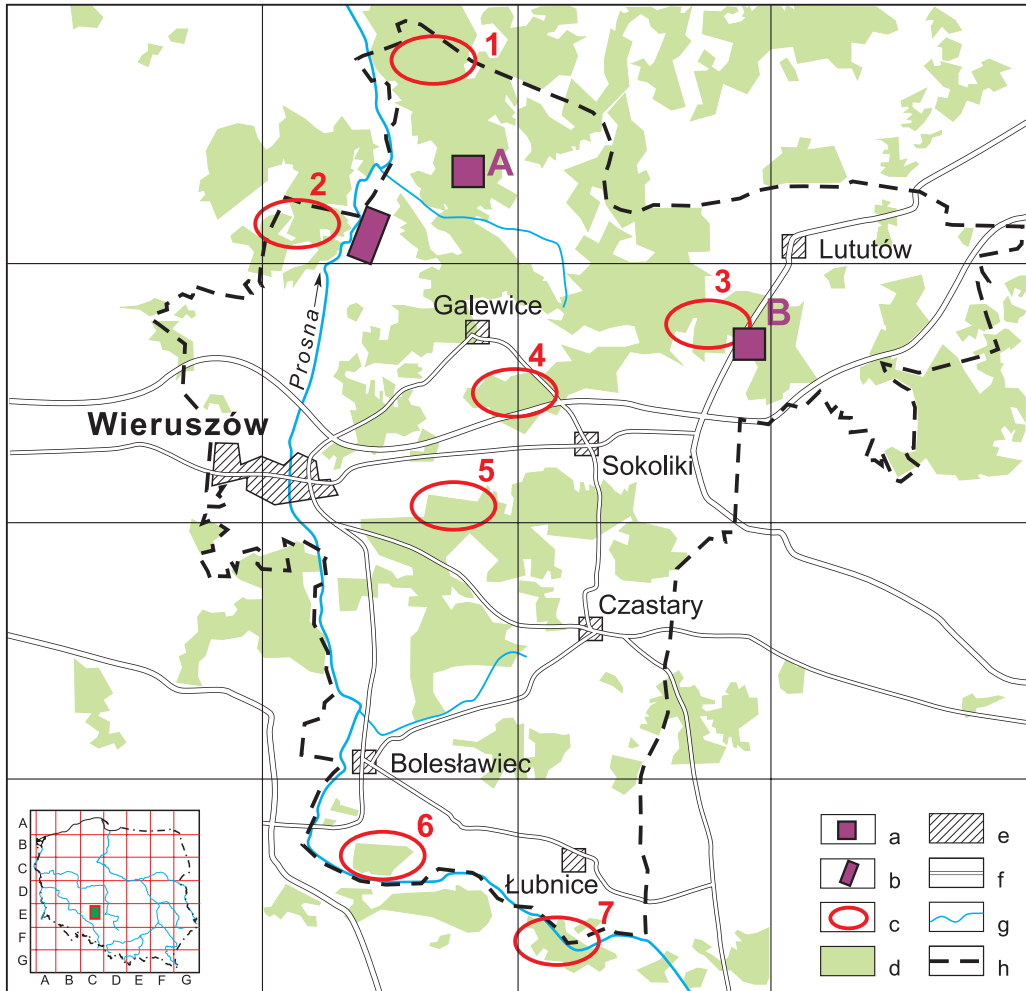 1
A
2
Lututów
3
B
Galewice
4
Prosna
Wieruszów
Sokoliki
5
Czastary
Bolesławiec
6
Łubnice
7
A
B
C
D
E
F
G
A B C D E F G
a
b
c
d
e
f
g
h